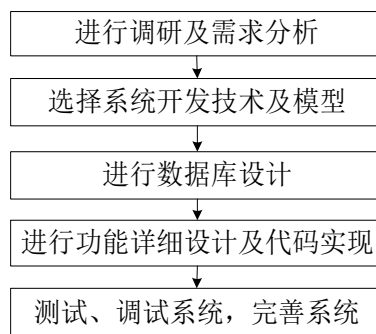 进行调研及需求分析
选择系统开发技术及模型
进行数据库设计
进行功能详细设计及代码实现
测试、调试系统，完善系统